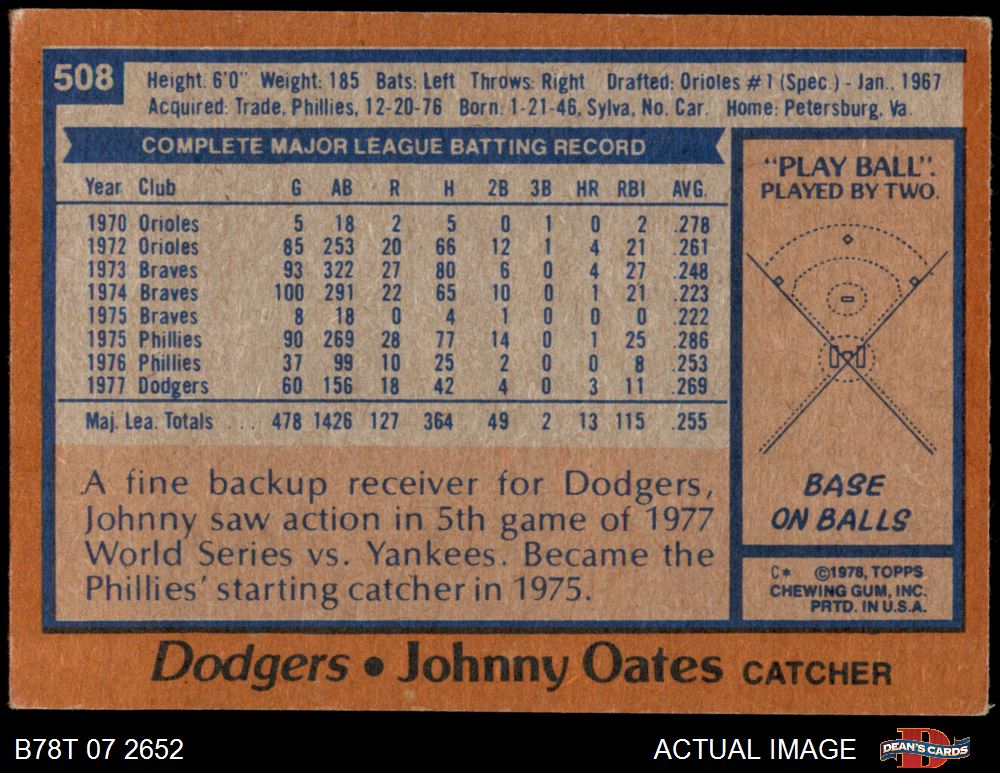 508
Height: 6'0" Weight: 185 Bats: Left Throws: Right Drafted: Orioles #1 (Spec.) - Jan., 1967
Acquired: Trade, Phillies, 12-20-76 Born: 1-21-46, Sylva, No. Car. Home: Petersburg, Va.
COMPLETE MAJOR LEAGUE BATTING RECORD
Year Club G AB R H 2B 3B HR RBI AVG.
1970 Orioles 5 18 2 5 0 1 0 2 .278
1972 Orioles 85 253 20 66 12 1 4 21 .261
1973 Braves 93 322 27 80 6 0 4 27 .248
1974 Braves 100 291 22 65 10 0 1 21 .223
1975 Braves 8 18 0 4 1 0 0 0 .222
1975 Phillies 90 269 28 77 14 0 1 25 .286
1976 Phillies 37 99 10 25 2 0 0 8 .253
1977 Dodgers 60 156 18 42 4 0 3 11 .269
Maj. Lea. Totals . . . 478 1426 127 364 49 2 13 115 .255
A fine backup receiver for Dodgers,
Johnny saw action in 5th game of 1977
World Series vs. Yankees. Became the
Phillies' starting catcher in 1975.
"PLAY BALL":
PLAYED BY TWO.
BASE
ON BALLS
C* ©1978, TOPPS
CHEWING GUM, INC.
PRTD. IN U.S.A.
Dodgers • Johnny Oates CATCHER
B78T 07 2652
ACTUAL IMAGE
DEAN'S CARDS